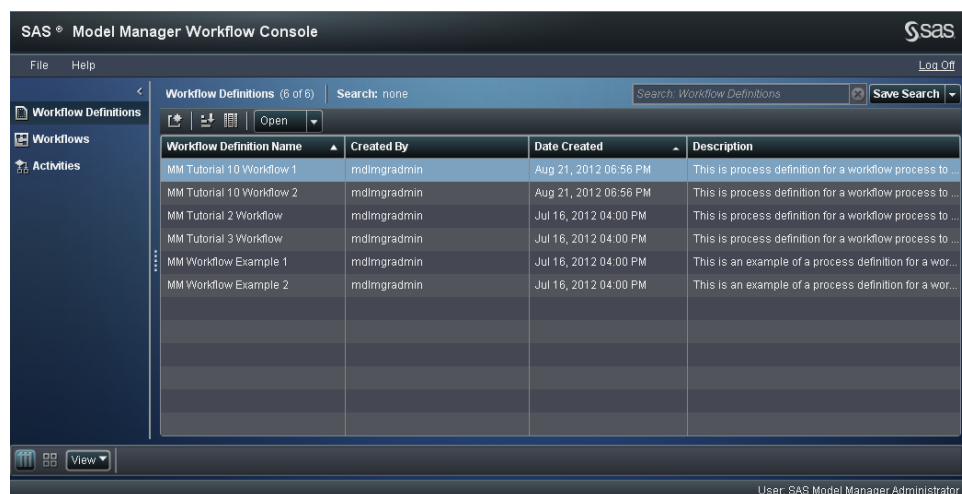 SAS ® Model Manager Workflow Console
sas
File Help Log Off
Workflow Definitions (6 of 6) Search: none Search: Workflow Definitions Save Search
Workflow Definitions
Workflows
Activities
Open
Workflow Definition Name Created By Date Created Description
MM Tutorial 10 Workflow 1 mdlmgradmin Aug 21, 2012 06:56 PM This is process definition for a workflow process to ...
MM Tutorial 10 Workflow 2 mdlmgradmin Aug 21, 2012 06:56 PM This is process definition for a workflow process to ...
MM Tutorial 2 Workflow mdlmgradmin Jul 16, 2012 04:00 PM This is process definition for a workflow process to ...
MM Tutorial 3 Workflow mdlmgradmin Jul 16, 2012 04:00 PM This is process definition for a workflow process to ...
MM Workflow Example 1 mdlmgradmin Jul 16, 2012 04:00 PM This is an example of a process definition for a wor...
MM Workflow Example 2 mdlmgradmin Jul 16, 2012 04:00 PM This is an example of a process definition for a wor...
View
User: SAS Model Manager Administrator